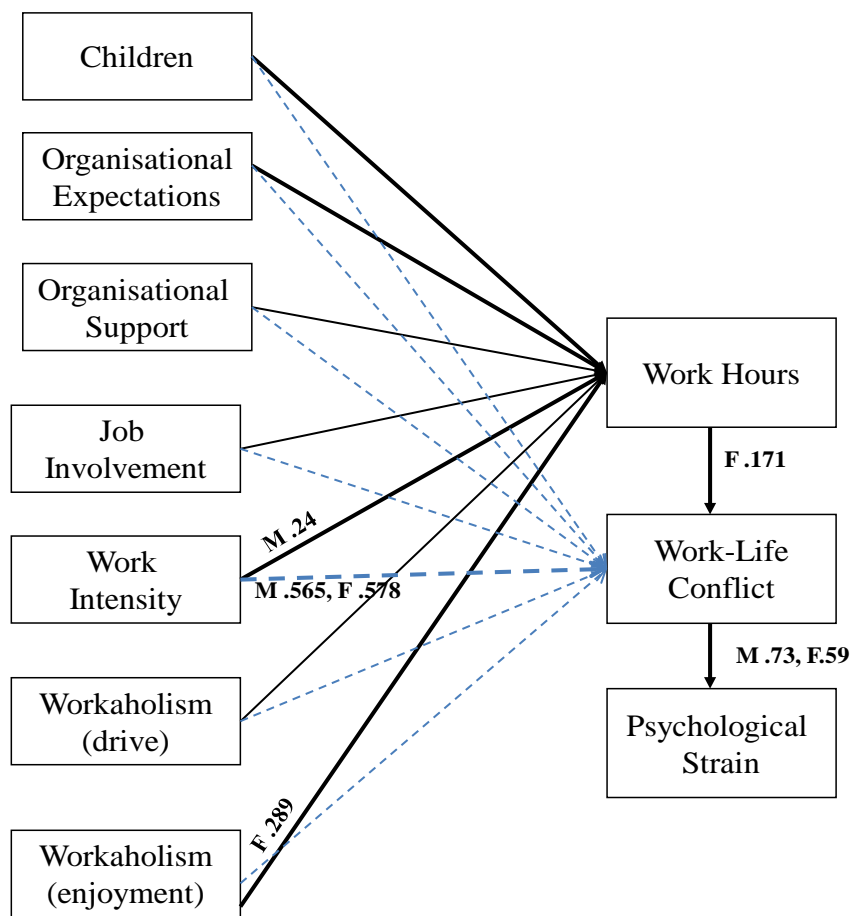 Children
Organisational
Expectations
Organisational
Support
Work Hours
Job
Involvement
F .171
M .24
Work
Intensity
M .565, F .578
Work-Life
Conflict
M .73, F.59
Workaholism
(drive)
Psychological
Strain
F .289
Workaholism
(enjoyment)